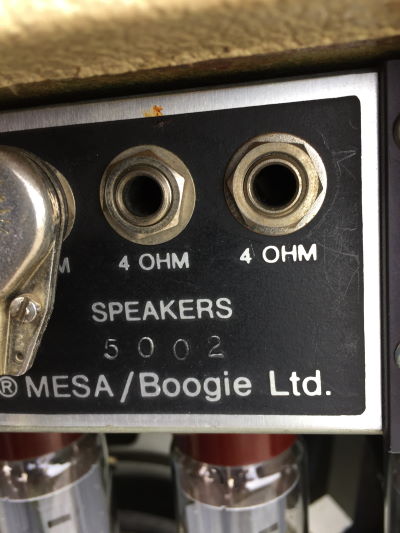 M 4 OHM 4 OHM
SPEAKERS
5002
® MESA/Boogie Ltd.